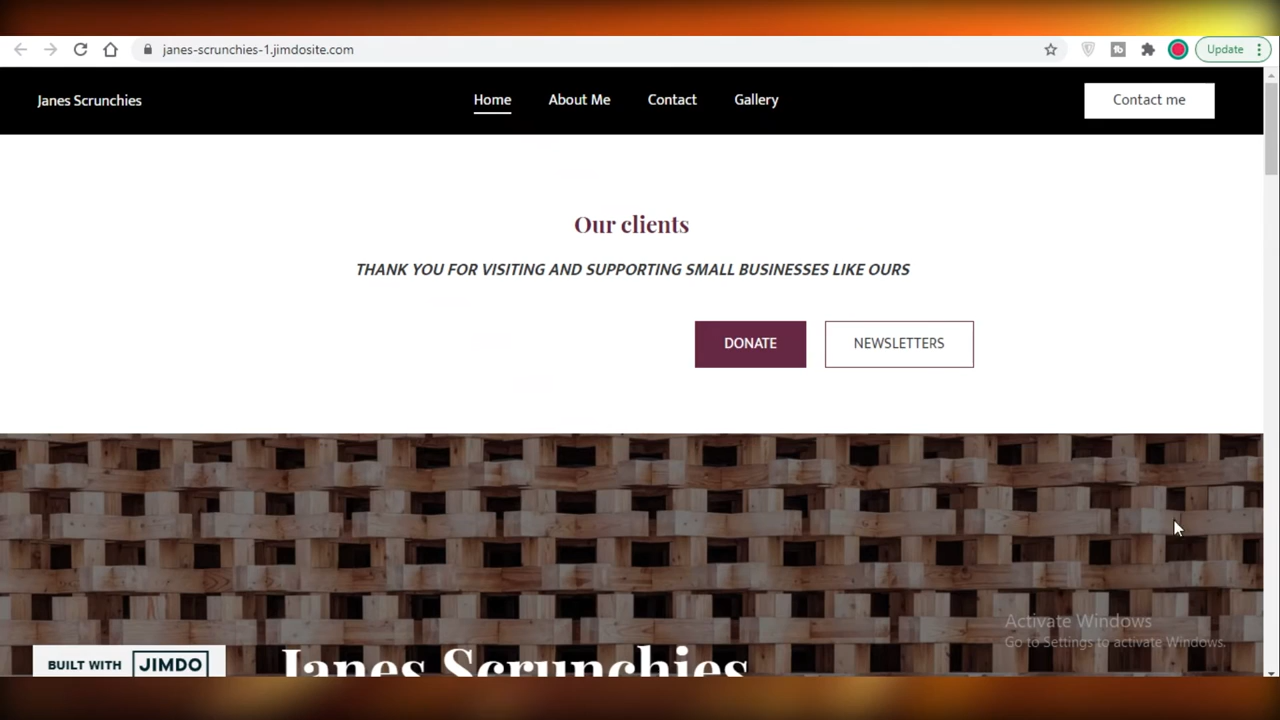 janes-scrunchies-1.jimdosite.com
Update
Janes Scrunchies
Home
About Me
Contact
Gallery
Contact me
Our clients
THANK YOU FOR VISITING AND SUPPORTING SMALL BUSINESSES LIKE OURS
DONATE
NEWSLETTERS
Activate Windows
Go to Settings to activate Windows.
BUILT WITH JIMDO
Janes Scrunchies